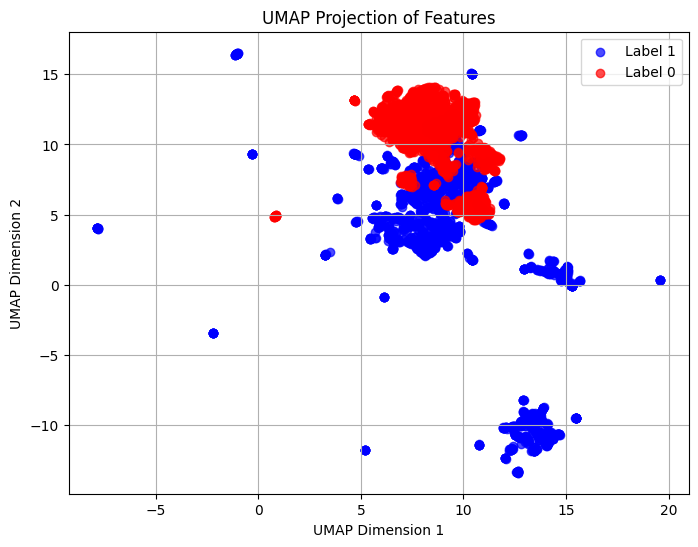 UMAP Projection of Features
Label 1
Label 0
UMAP Dimension 2
15
10
5
0
−5
−10
−5
0
5
10
15
20
UMAP Dimension 1